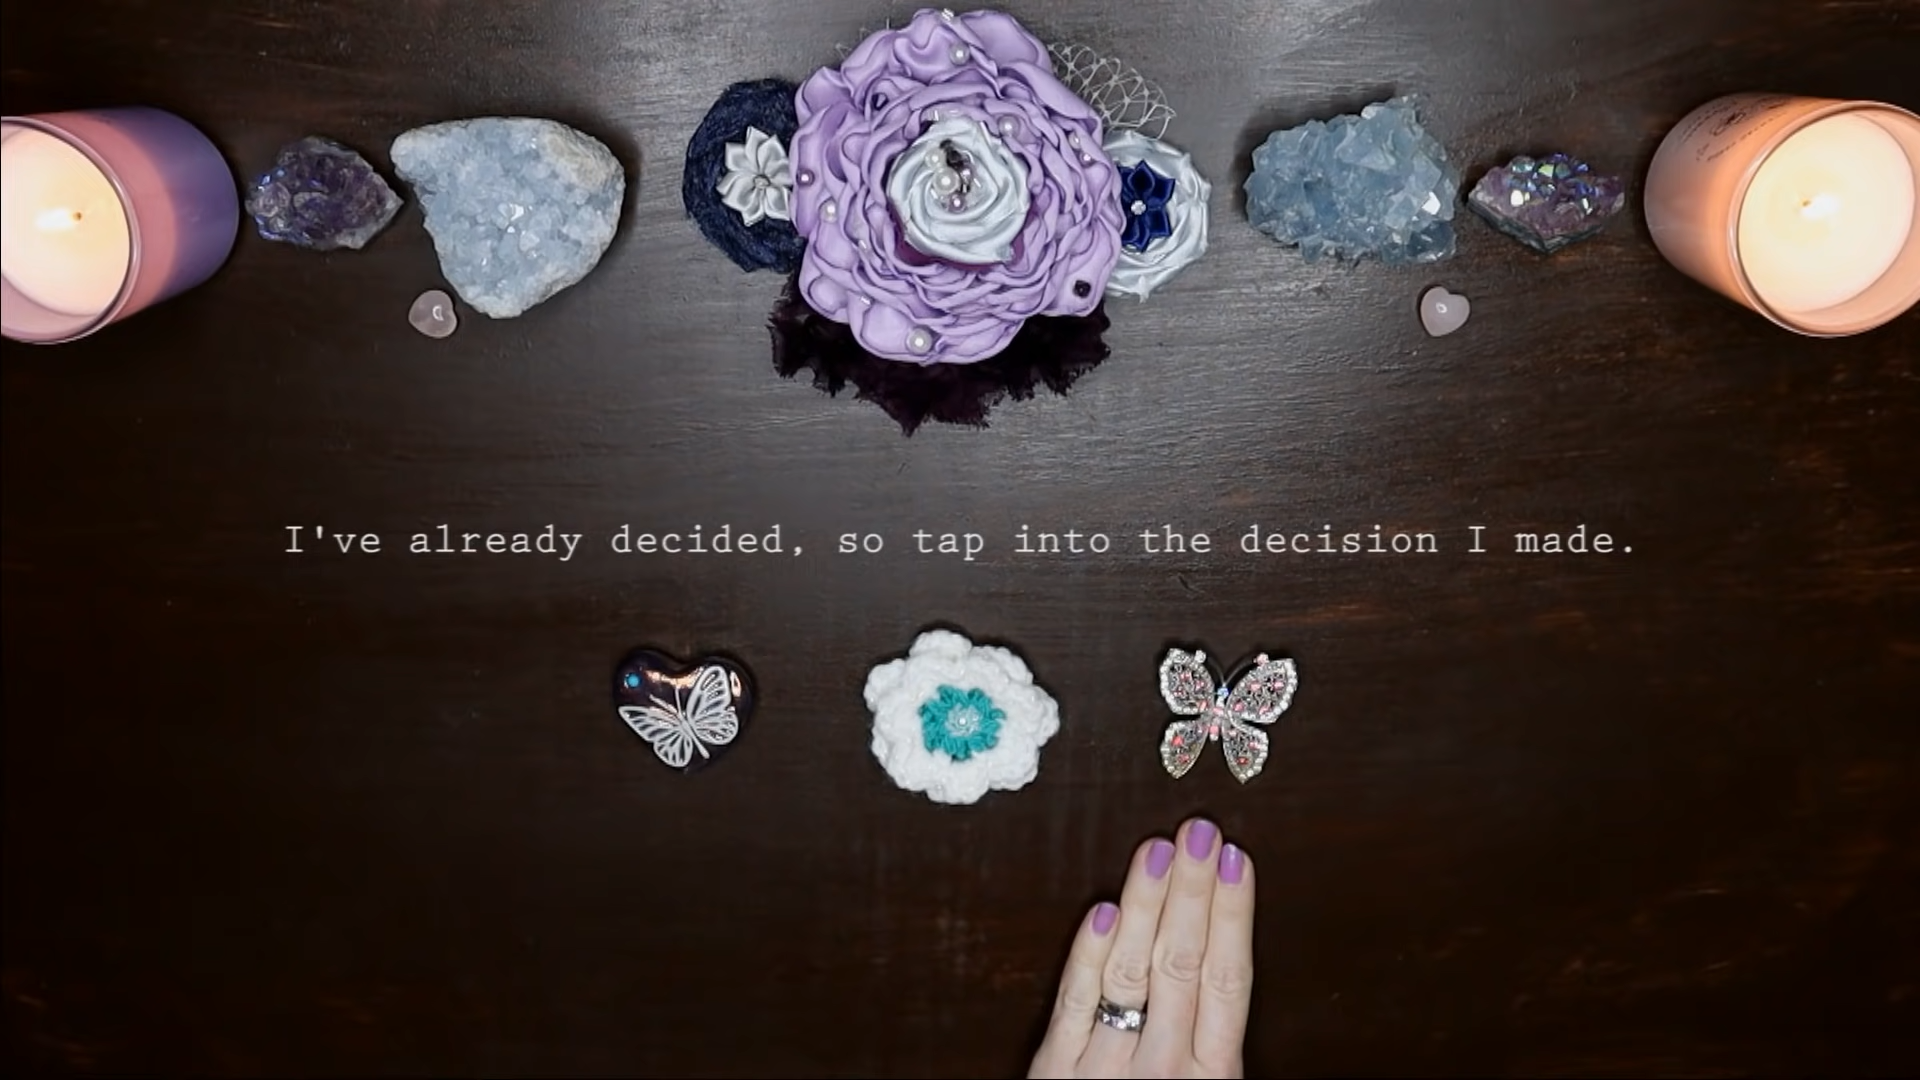 I've already decided, so tap into the decision I made.